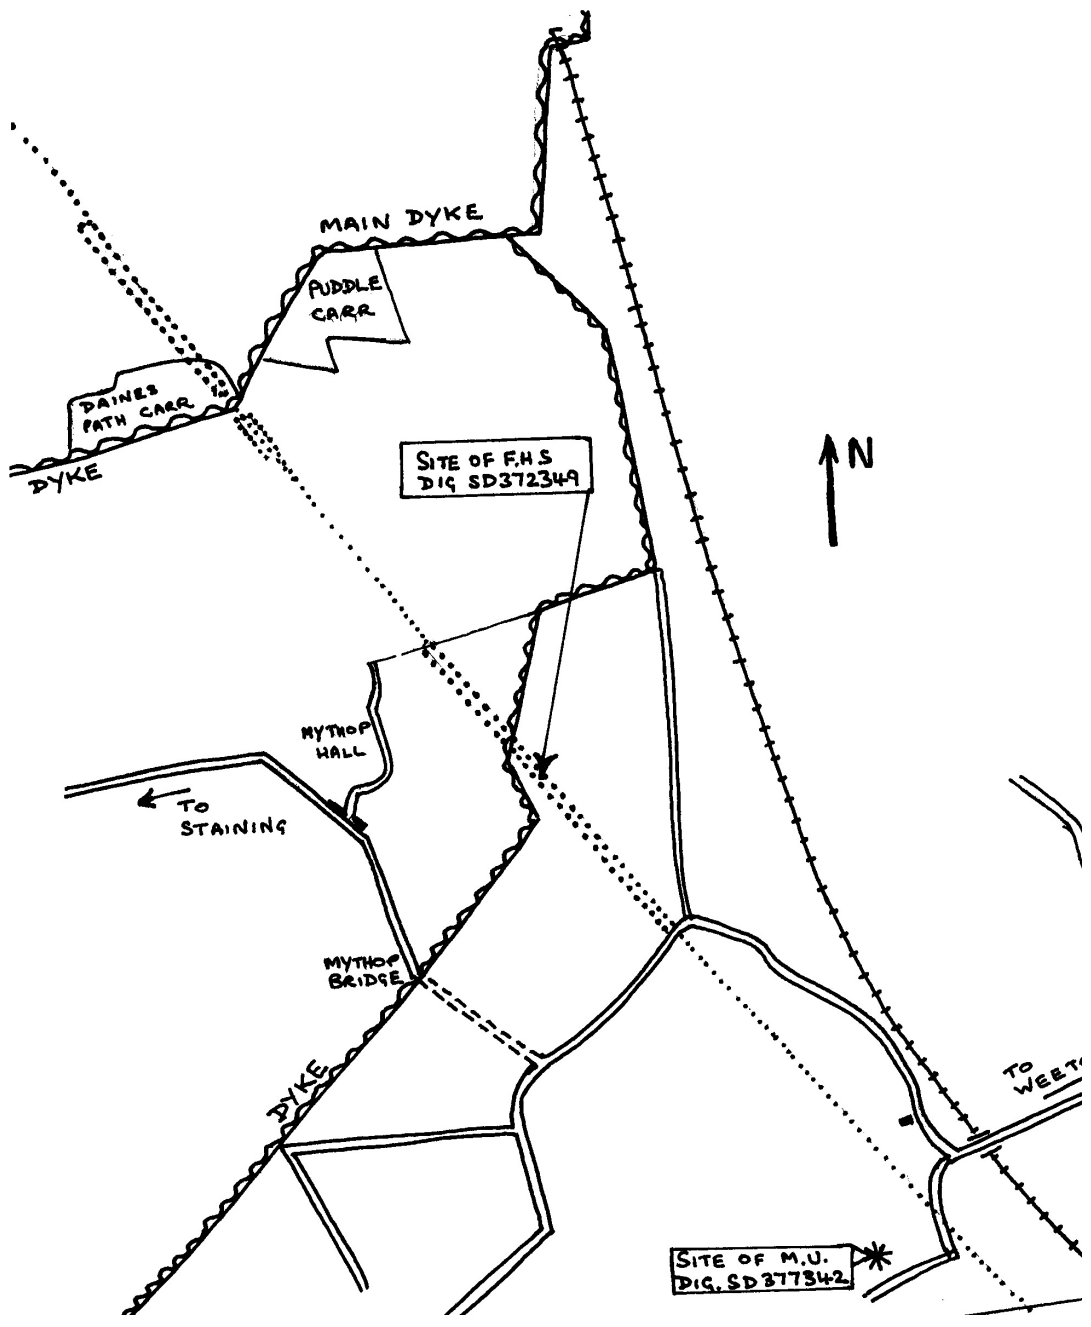 MAIN DYKE
PUDDLE
CARR
DAINES
PATH CARR
DYKE
SITE OF F.H.S
DIG SD372349
N
MYTHOP
HALL
TO
STAINING
MYTHOP
BRIDGE
DYKE
TO
WEETO
SITE OF M.U.
DIG. SD377342